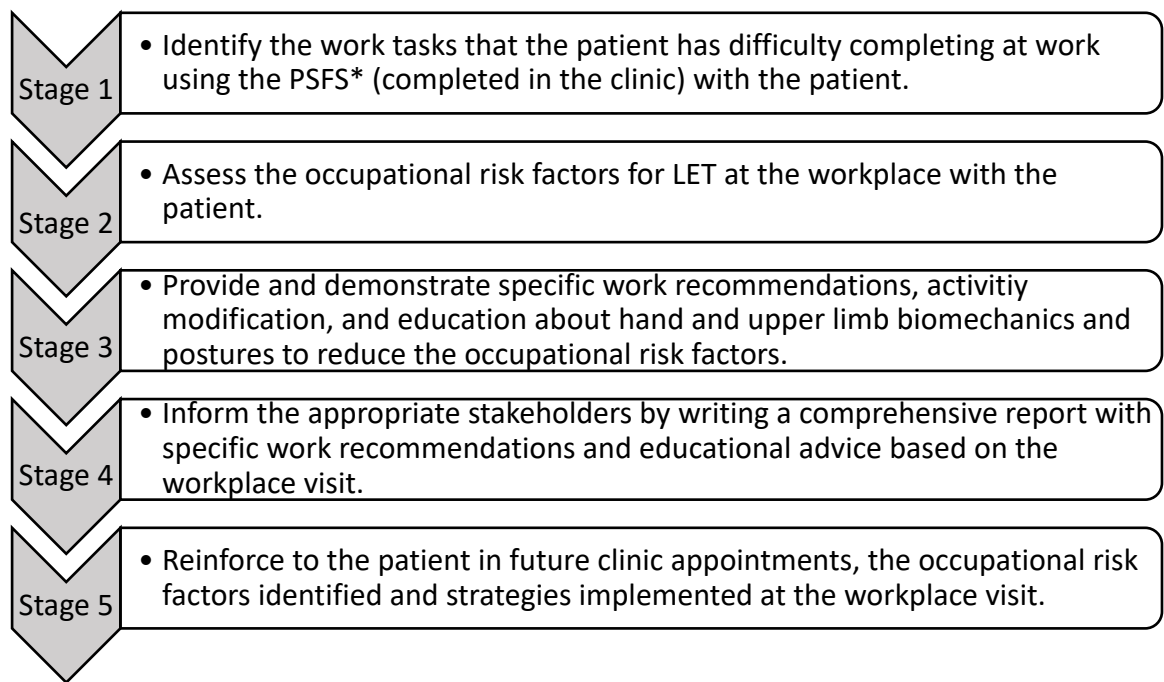 Stage 1
• Identify the work tasks that the patient has difficulty completing at work
using the PSFS* (completed in the clinic) with the patient.
Stage 2
• Assess the occupational risk factors for LET at the workplace with the
patient.
Stage 3
• Provide and demonstrate specific work recommendations, activitiy
modification, and education about hand and upper limb biomechanics and
postures to reduce the occupational risk factors.
Stage 4
• Inform the appropriate stakeholders by writing a comprehensive report with
specific work recommendations and educational advice based on the
workplace visit.
Stage 5
• Reinforce to the patient in future clinic appointments, the occupational risk
factors identified and strategies implemented at the workplace visit.